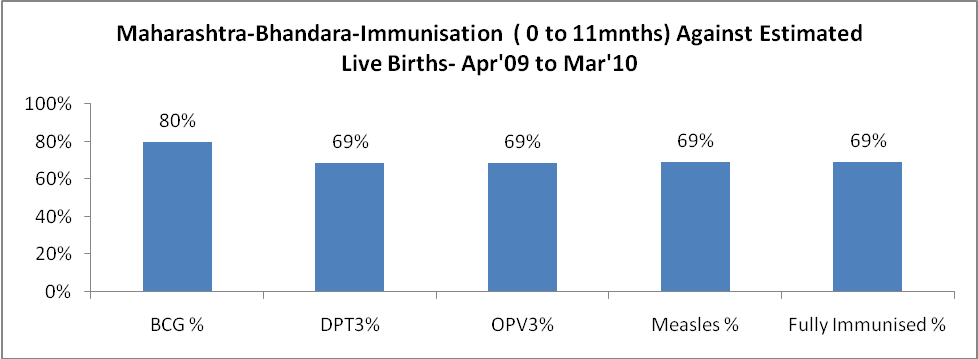 Maharashtra-Bhandara-Immunisation ( 0 to 11mnths) Against Estimated
Live Births- Apr'09 to Mar'10
100%
80%
60%
40%
20%
0%
80%
69%
69%
69%
69%
BCG %
DPT3%
OPV3%
Measles %
Fully Immunised %